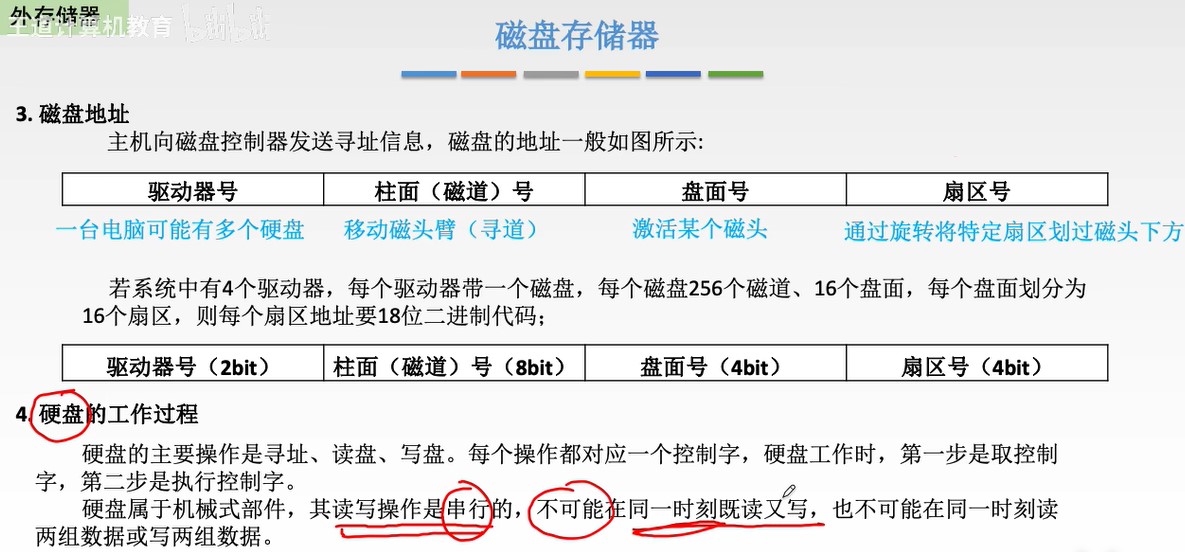 外存储器
王道计算机教育 bilibili
磁盘存储器
3. 磁盘地址
主机向磁盘控制器发送寻址信息，磁盘的地址一般如图所示:
驱动器号 柱面（磁道）号 盘面号 扇区号
一台电脑可能有多个硬盘 移动磁头臂（寻道） 激活某个磁头 通过旋转将特定扇区划过磁头下方
若系统中有4个驱动器，每个驱动器带一个磁盘，每个磁盘256个磁道、16个盘面，每个盘面划分为
16个扇区，则每个扇区地址要18位二进制代码；
驱动器号（2bit） 柱面（磁道）号（8bit） 盘面号（4bit） 扇区号（4bit）
4. 硬盘的工作过程
硬盘的主要操作是寻址、读盘、写盘。每个操作都对应一个控制字，硬盘工作时，第一步是取控制
字，第二步是执行控制字。
硬盘属于机械式部件，其读写操作是串行的，不可能在同一时刻既读又写，也不可能在同一时刻读
两组数据或写两组数据。